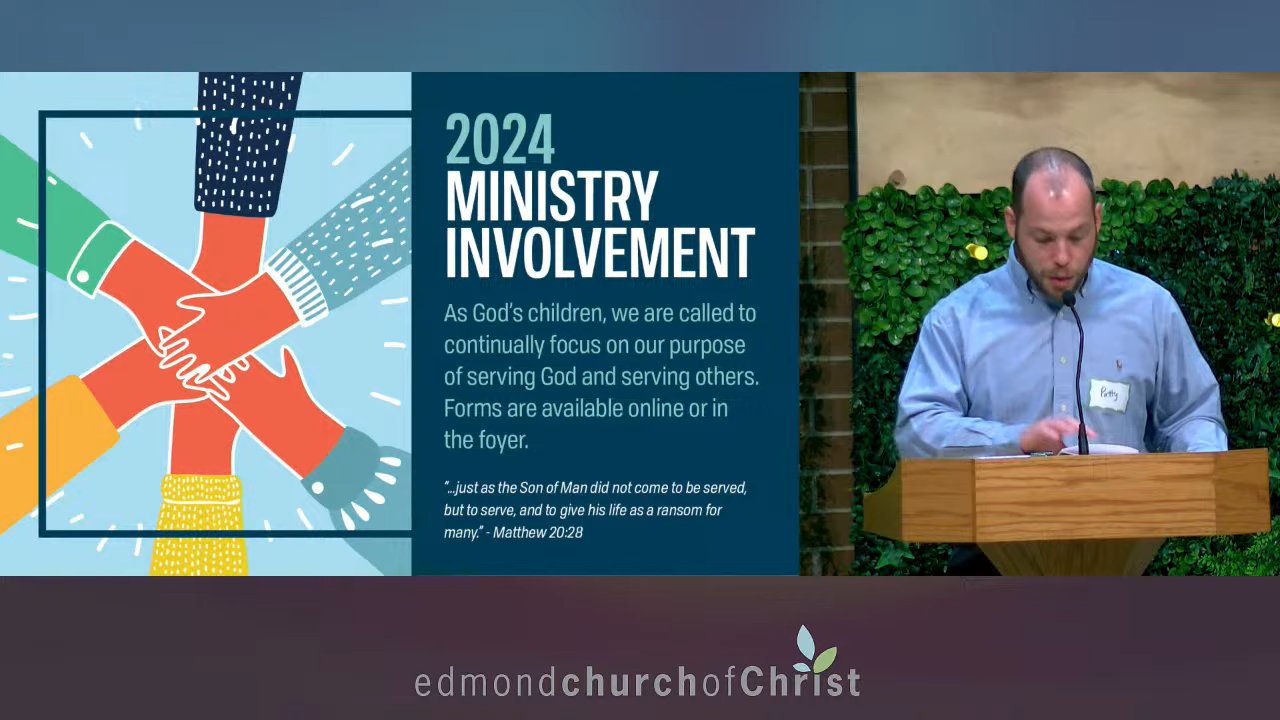 2024
MINISTRY
INVOLVEMENT
As God's children, we are called to
continually focus on our purpose
of serving God and serving others.
Forms are available online or in
the foyer.
"...just as the Son of Man did not come to be served,
but to serve, and to give his life as a ransom for
many." - Matthew 20:28
Patty
edmondchurchofChrist